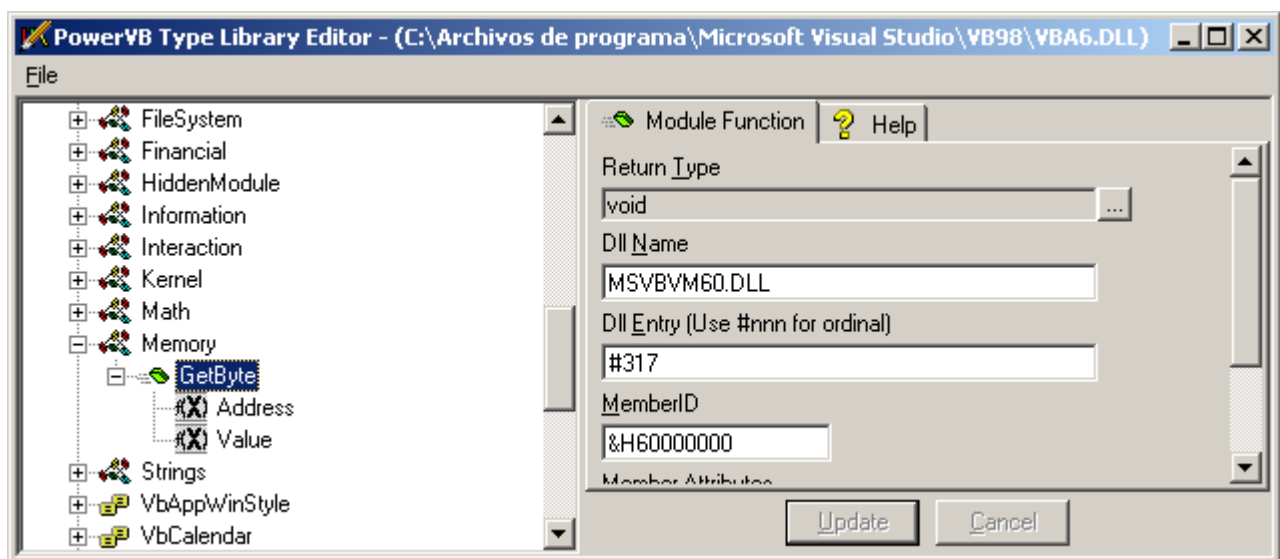 PowerVB Type Library Editor - (C:\Archivos de programa\Microsoft Visual Studio\VB98\VBA6.DLL)
File
FileSystem
Financial
HiddenModule
Information
Interaction
Kernel
Math
Memory
GetByte
f(X) Address
f(X) Value
Strings
VbAppWinStyle
VbCalendar
Module Function
? Help
Return Type
void
...
Dll Name
MSVBVM60.DLL
Dll Entry (Use #nnn for ordinal)
#317
MemberID
&H60000000
Member Attributes
Update
Cancel